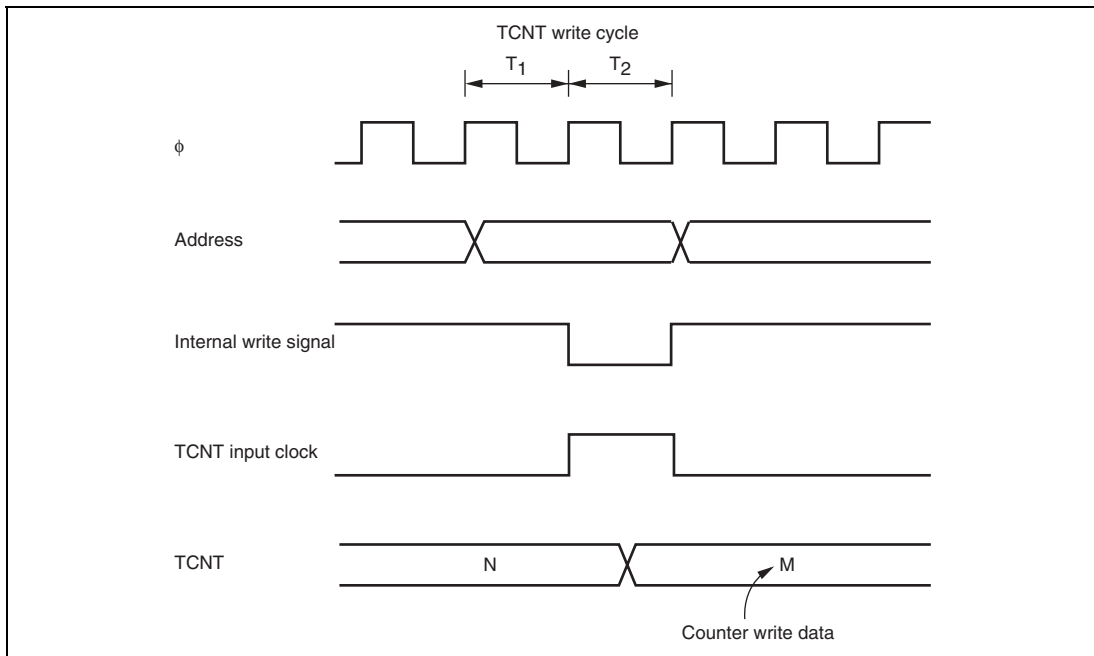 TCNT write cycle
T1 T2
ϕ
Address
Internal write signal
TCNT input clock
TCNT N M
Counter write data